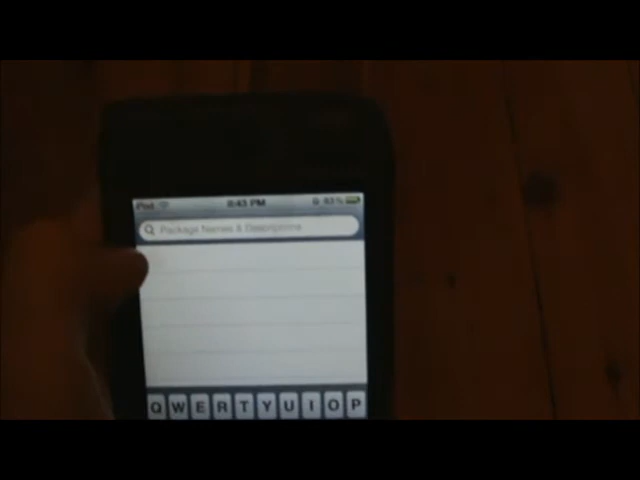 iPod 8:43 PM 83%
Package Names & Descriptions
Q W E R T Y U I O P